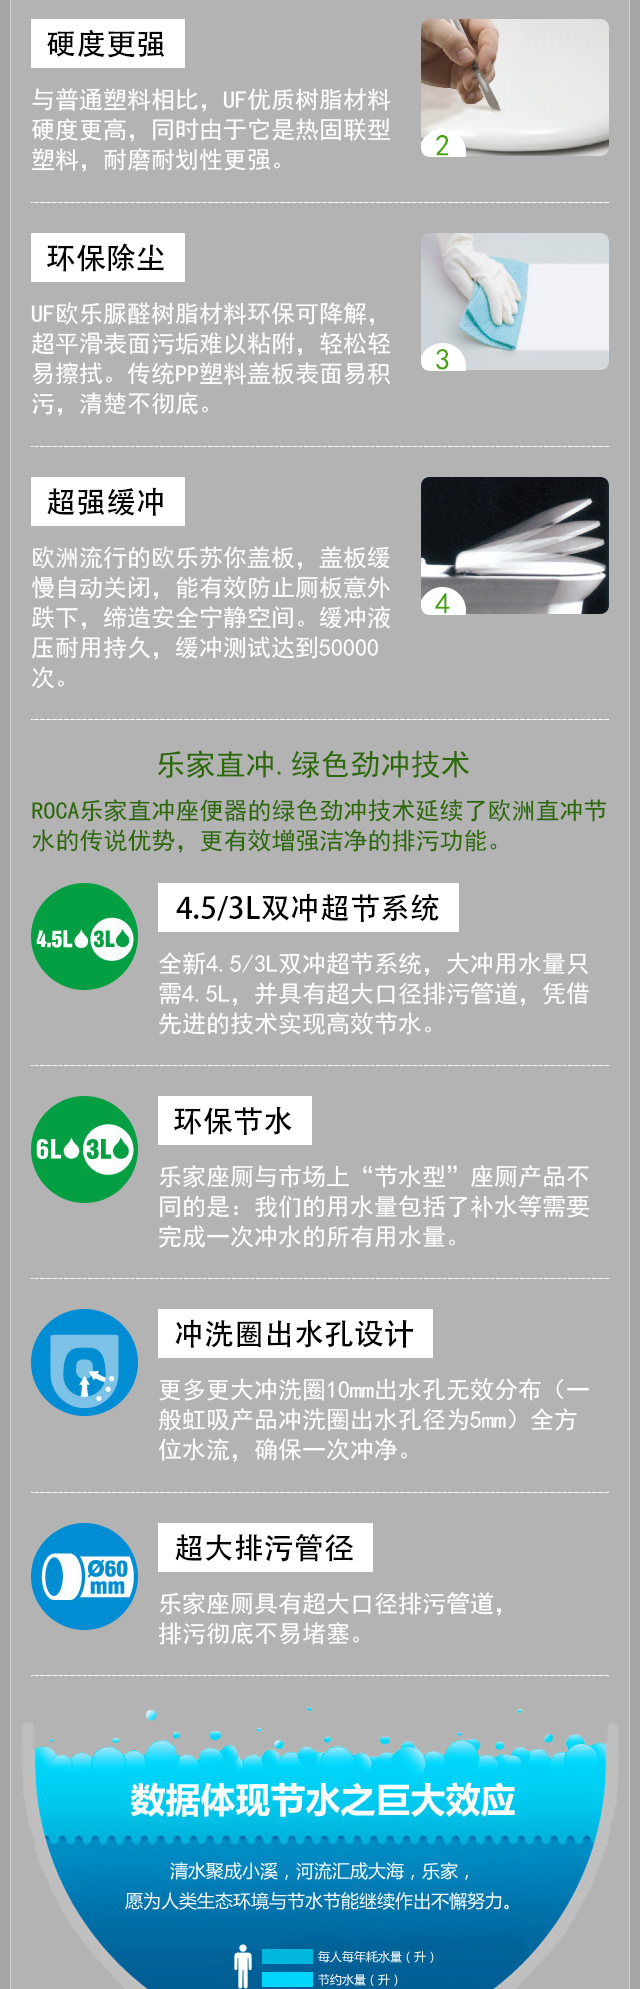 硬度更强
与普通塑料相比，UF优质树脂材料
硬度更高，同时由于它是热固联型
塑料，耐磨耐划性更强。
2
环保除尘
UF欧乐脲醛树脂材料环保可降解，
超平滑表面污垢难以粘附，轻松轻
易擦拭。传统PP塑料盖板表面易积
污，清楚不彻底。
3
超强缓冲
欧洲流行的欧乐苏你盖板，盖板缓
慢自动关闭，能有效防止厕板意外
跌下，缔造安全宁静空间。缓冲液
压耐用持久，缓冲测试达到50000
次。
4
乐家直冲.绿色劲冲技术
ROCA乐家直冲座便器的绿色劲冲技术延续了欧洲直冲节
水的传说优势，更有效增强洁净的排污功能。
4.5L 3L
4.5/3L双冲超节系统
全新4.5/3L双冲超节系统，大冲用水量只
需4.5L，并具有超大口径排污管道，凭借
先进的技术实现高效节水。
6L 3L
环保节水
乐家座厕与市场上“节水型”座厕产品不
同的是：我们的用水量包括了补水等需要
完成一次冲水的所有用水量。
冲洗圈出水孔设计
更多更大冲洗圈10mm出水孔无效分布（一
般虹吸产品冲洗圈出水孔径为5mm）全方
位水流，确保一次冲净。
Ø60
mm
超大排污管径
乐家座厕具有超大口径排污管道，
排污彻底不易堵塞。
数据体现节水之巨大效应
清水聚成小溪，河流汇成大海，乐家，
愿为人类生态环境与节水节能继续作出不懈努力。
每人每年耗水量（升）
节约水量（升）